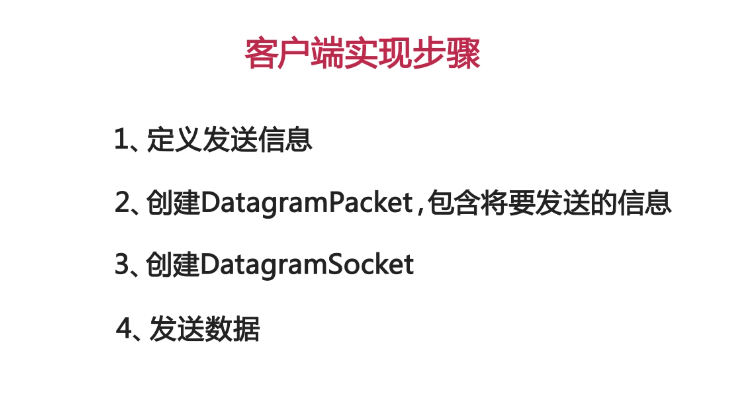 客户端实现步骤
1、定义发送信息
2、创建DatagramPacket,包含将要发送的信息
3、创建DatagramSocket
4、发送数据